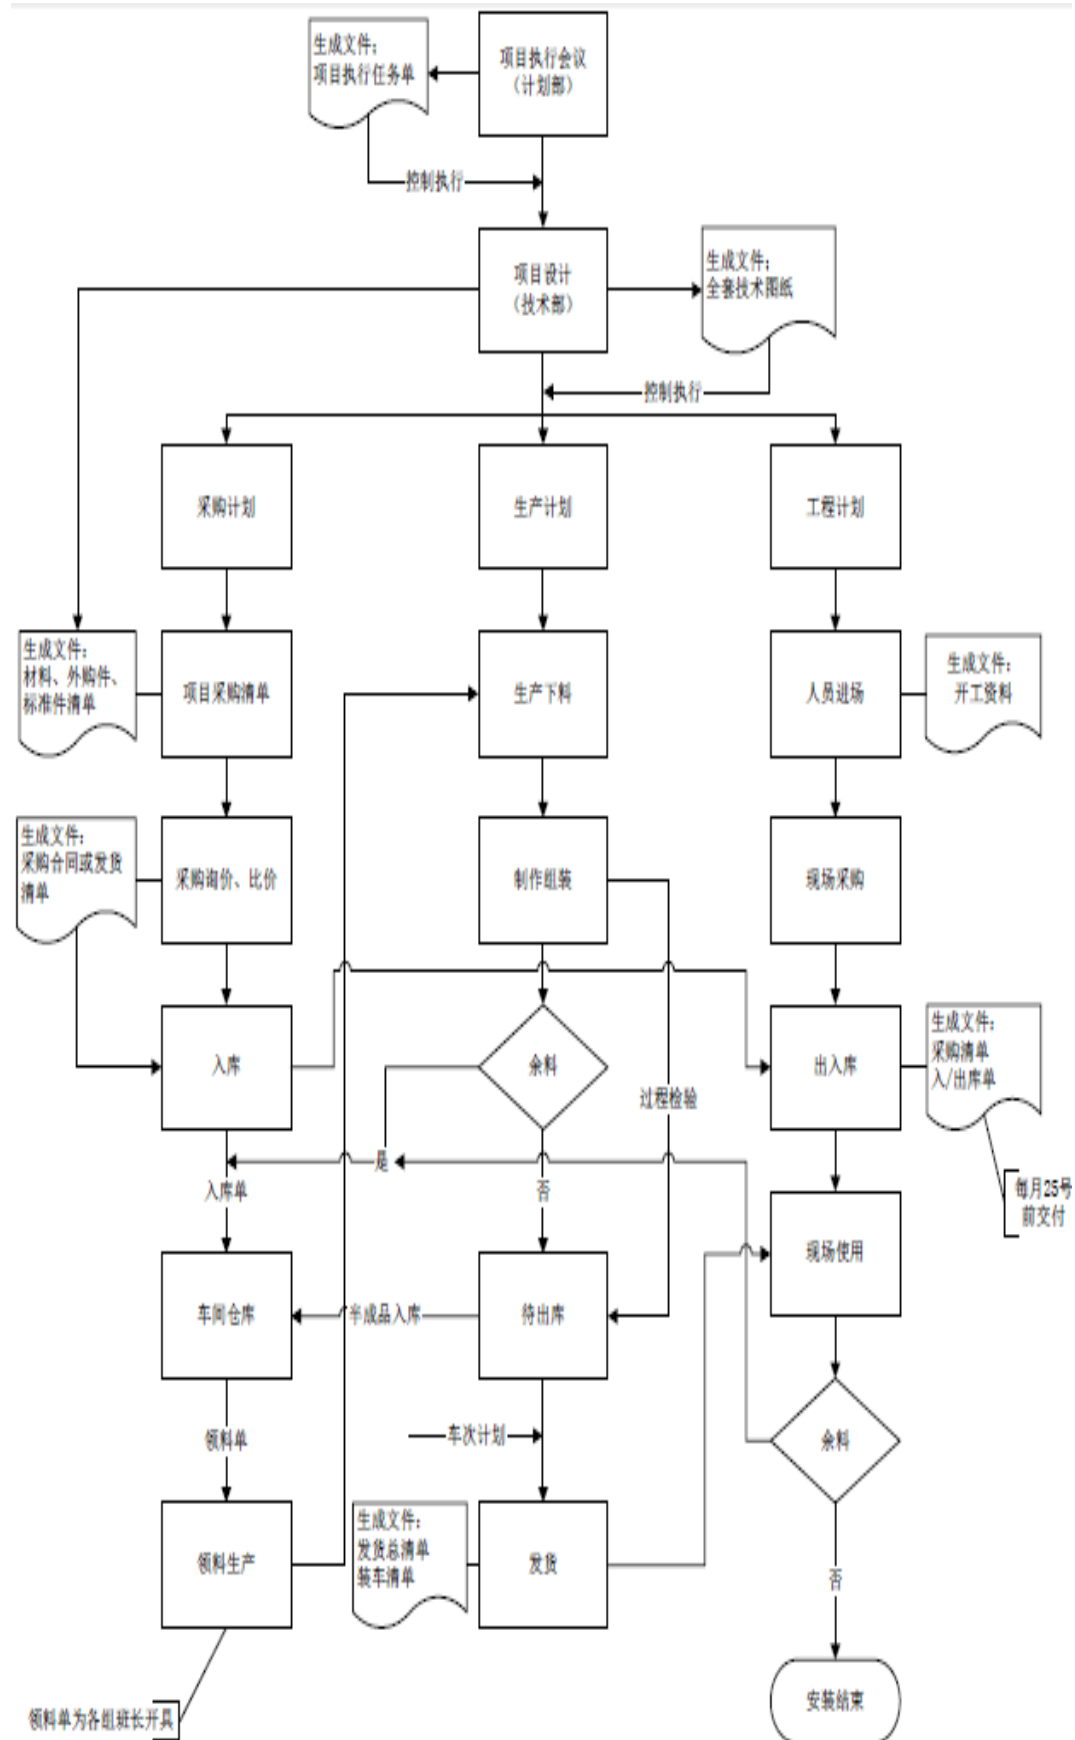 生成文件：
项目执行任务单
项目执行会议
（计划部）
控制执行
项目设计
（技术部）
生成文件：
全套技术图纸
控制执行
采购计划
生产计划
工程计划
生成文件：
材料、外购件、
标准件清单
项目采购清单
生产下料
人员进场
生成文件：
开工资料
生成文件：
采购合同或发货
清单
采购询价、比价
制作组装
现场采购
入库
余料
过程检验
出入库
生成文件：
采购清单
入/出库单
是
入库单
否
每月25号
前交付
现场使用
车间仓库
半成品入库
待出库
领料单
车次计划
余料
领料生产
生成文件：
发货总清单
装车清单
发货
否
领料单为各组班长开具
安装结束